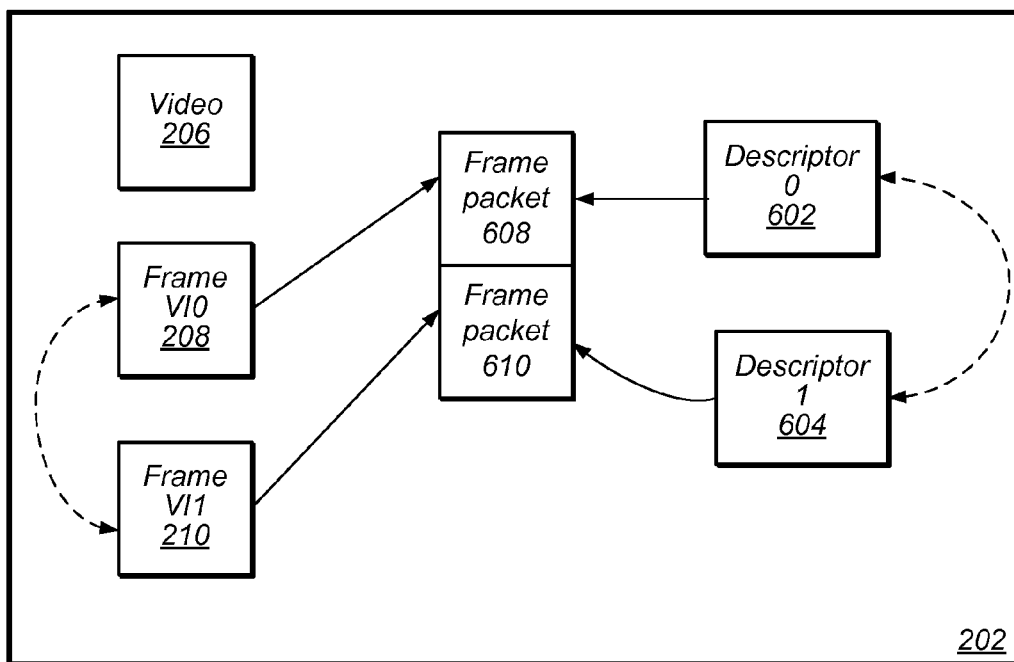 Video
206
Frame
VI0
208
Frame
VI1
210
Frame
packet
608
Frame
packet
610
Descriptor
0
602
Descriptor
1
604
202